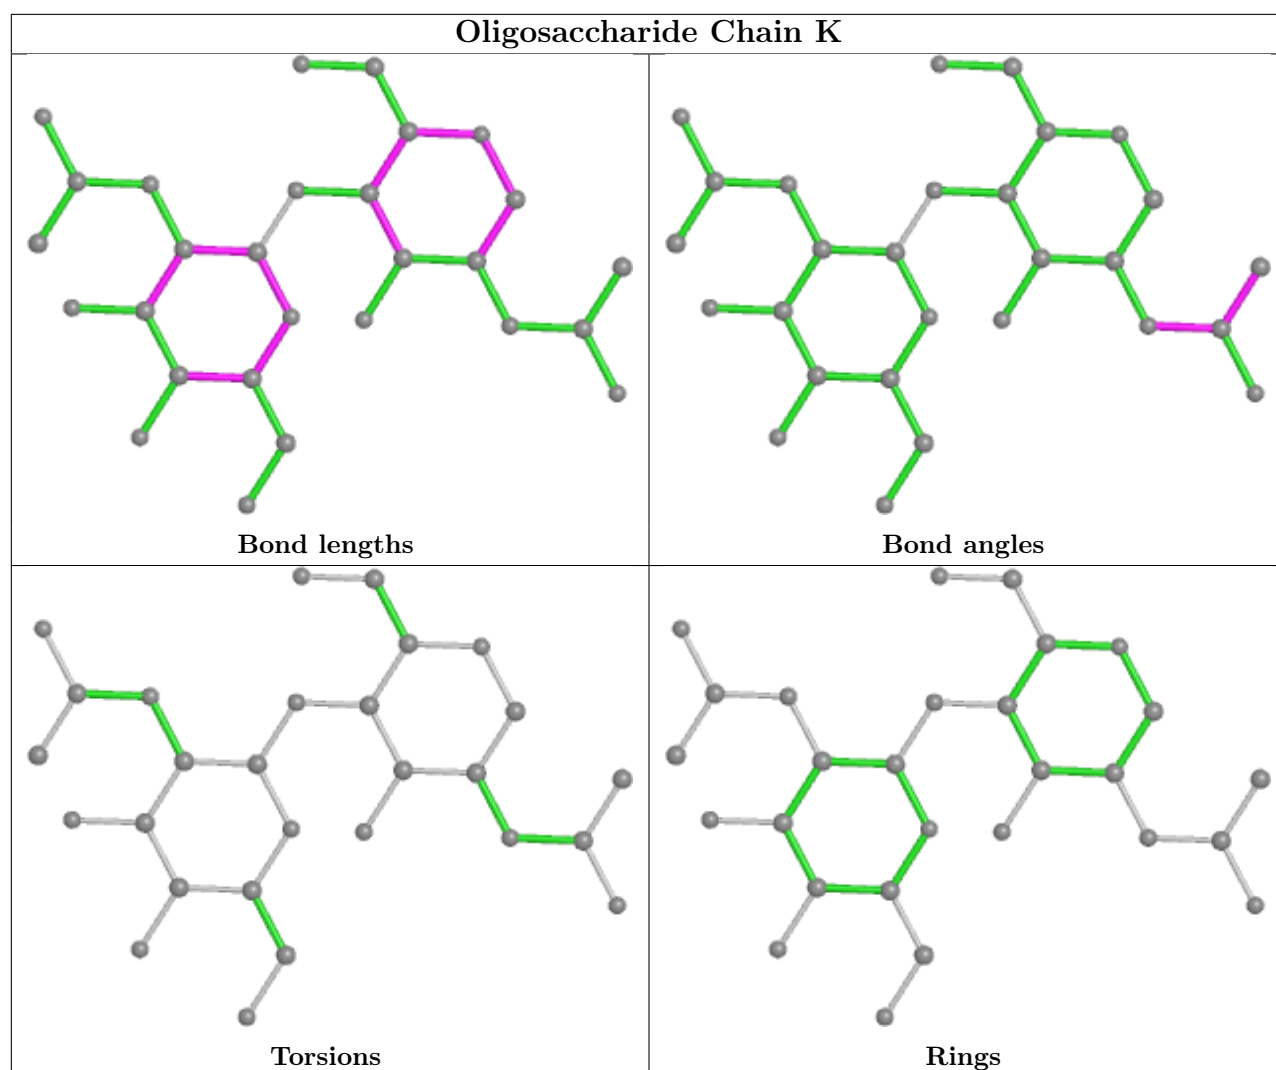 Oligosaccharide Chain K
Bond lengths
Bond angles
Torsions
Rings